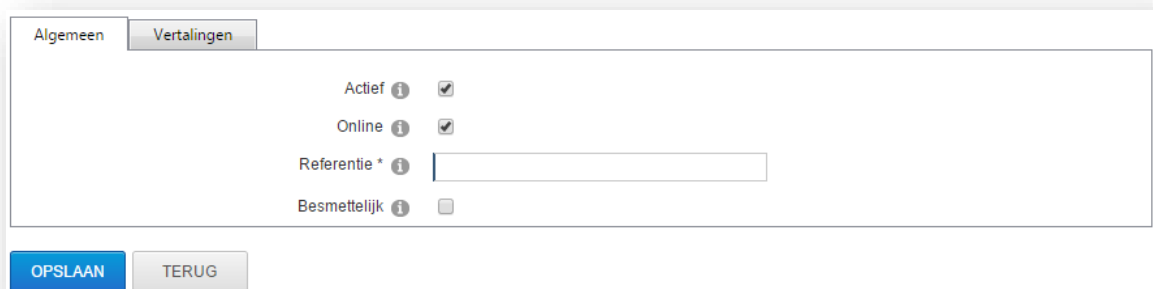 Algemeen Vertalingen
Actief
Online
Referentie *
Besmettelijk
OPSLAAN TERUG